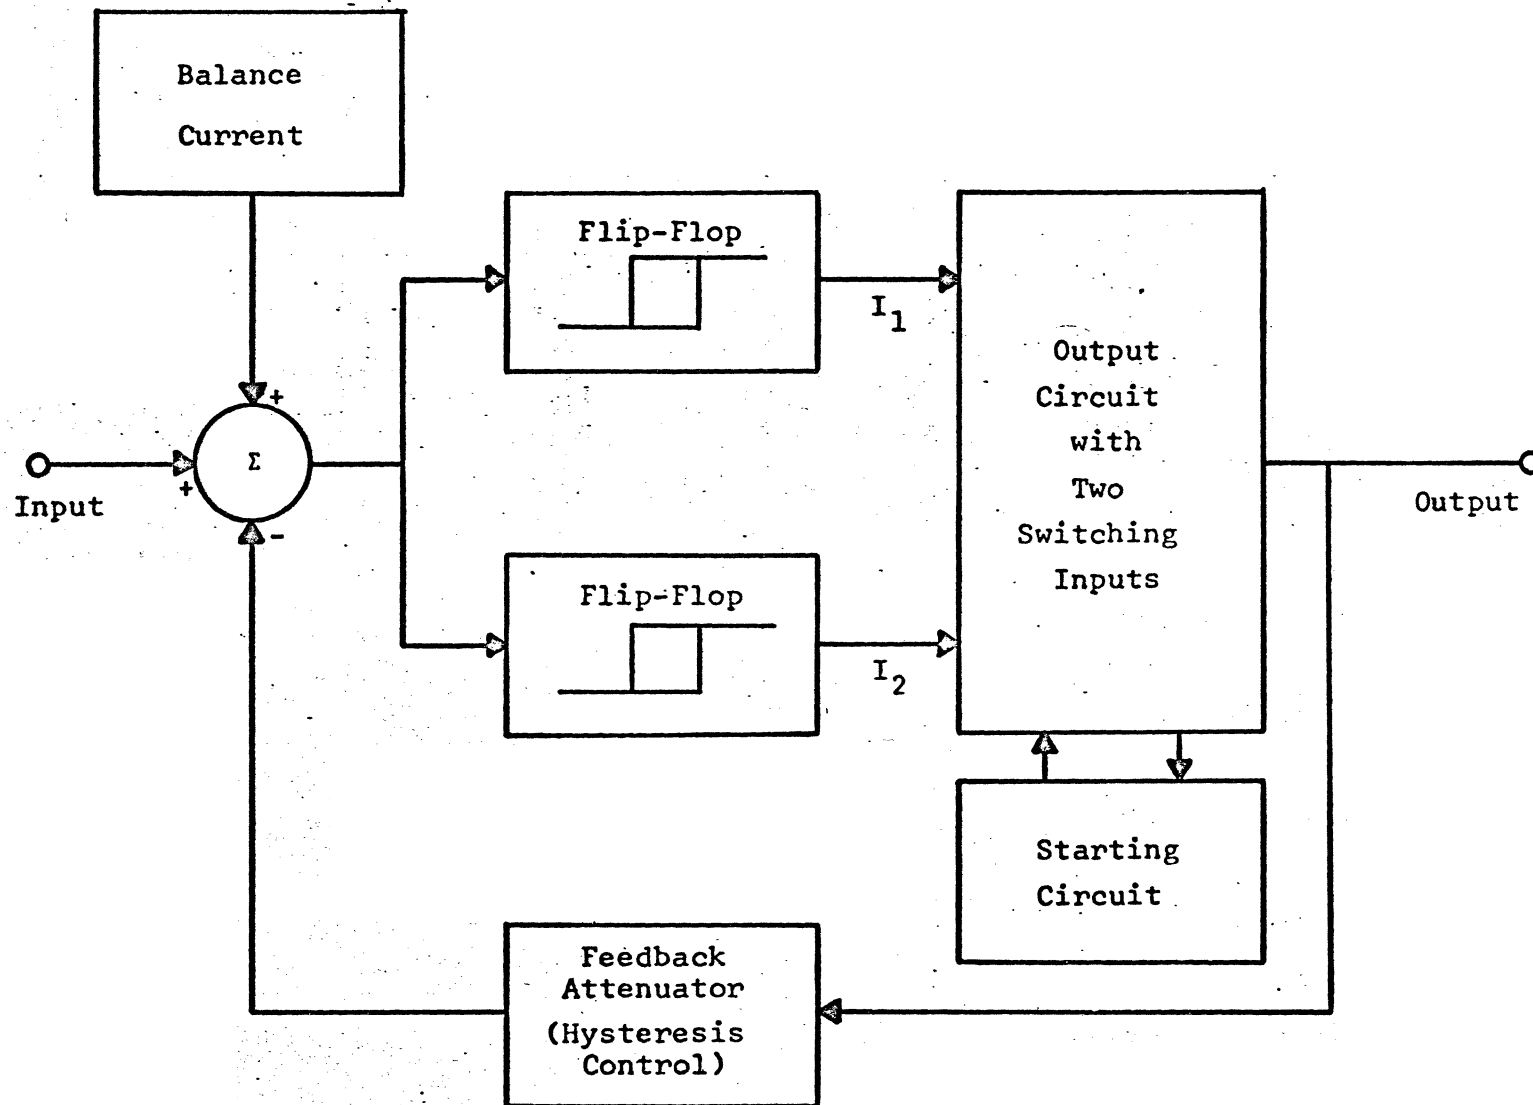 Balance
Current
Flip-Flop
I1
+
Σ
+
Input
-
Flip-Flop
I2
Output
Circuit
with
Two
Switching
Inputs
Output
Starting
Circuit
Feedback
Attenuator
(Hysteresis
Control)